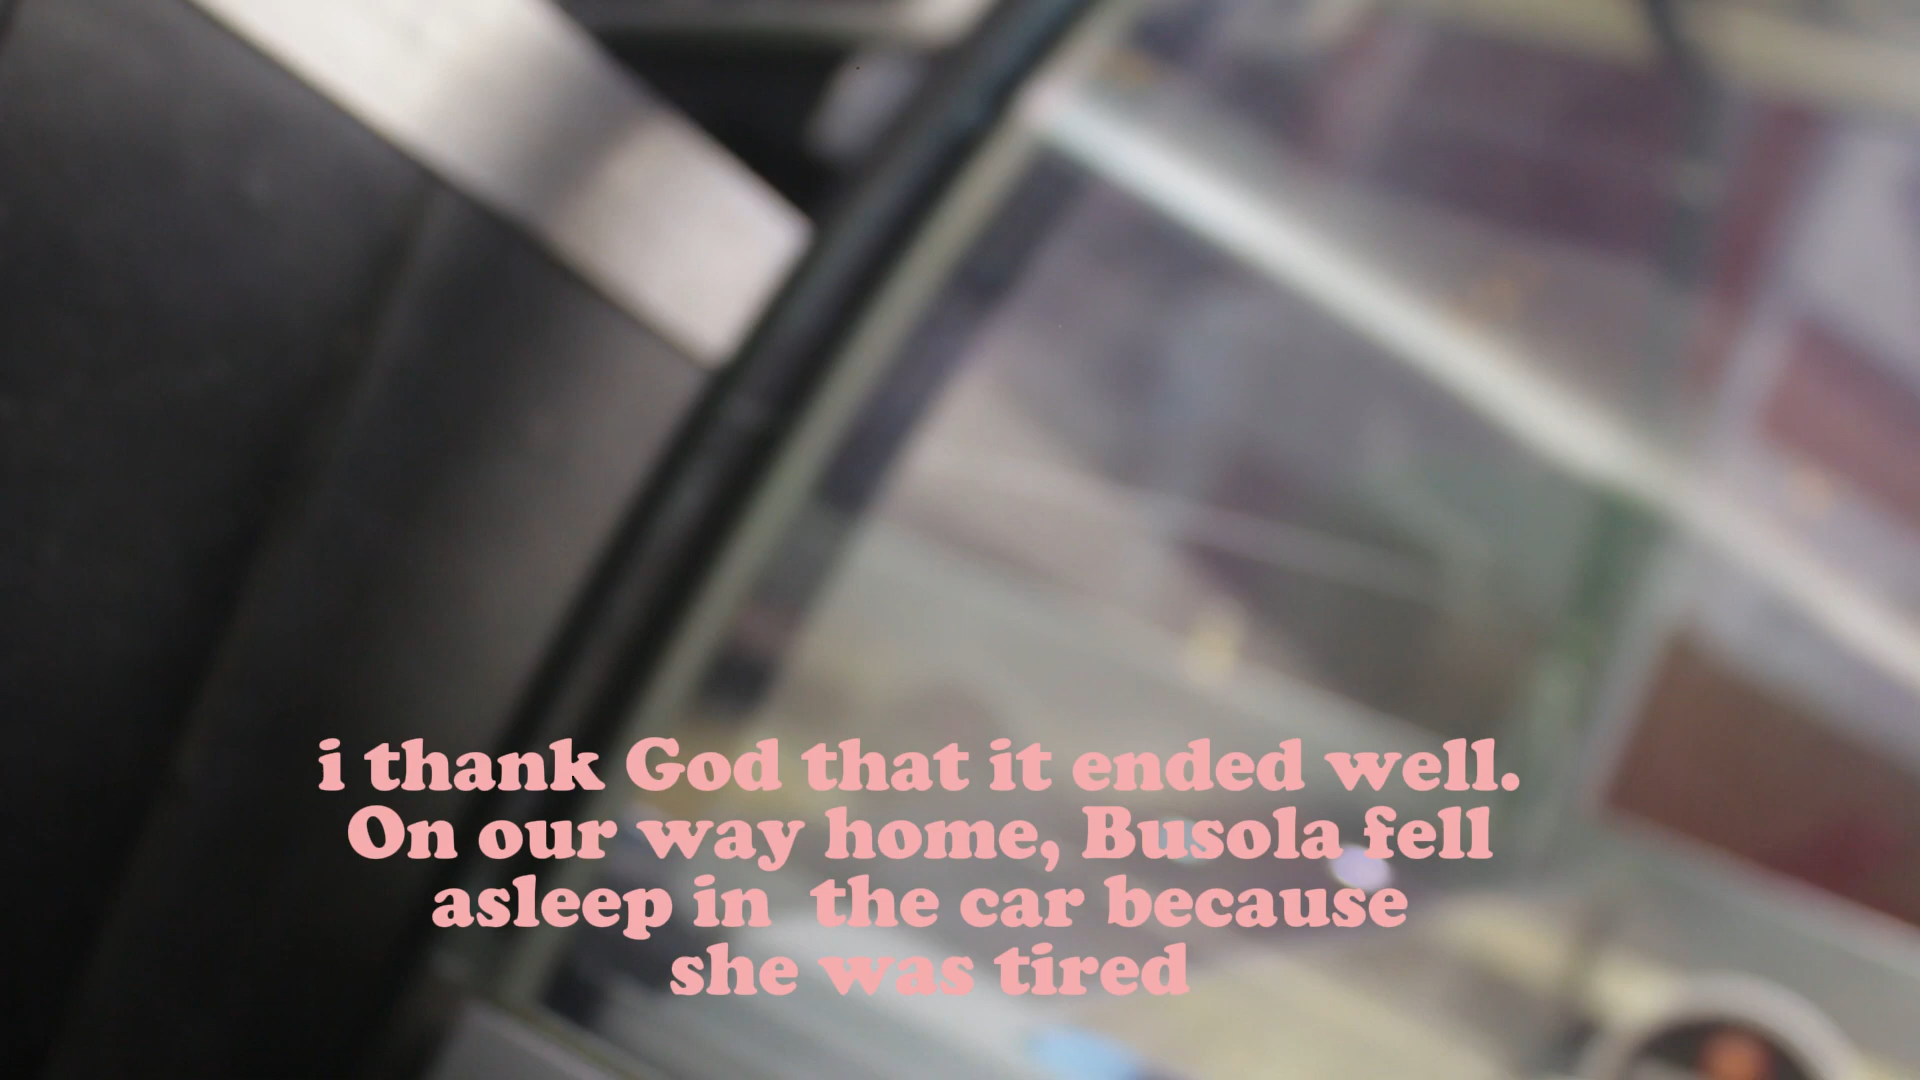 i thank God that it ended well.
On our way home, Busola fell
asleep in  the car because
she was tired